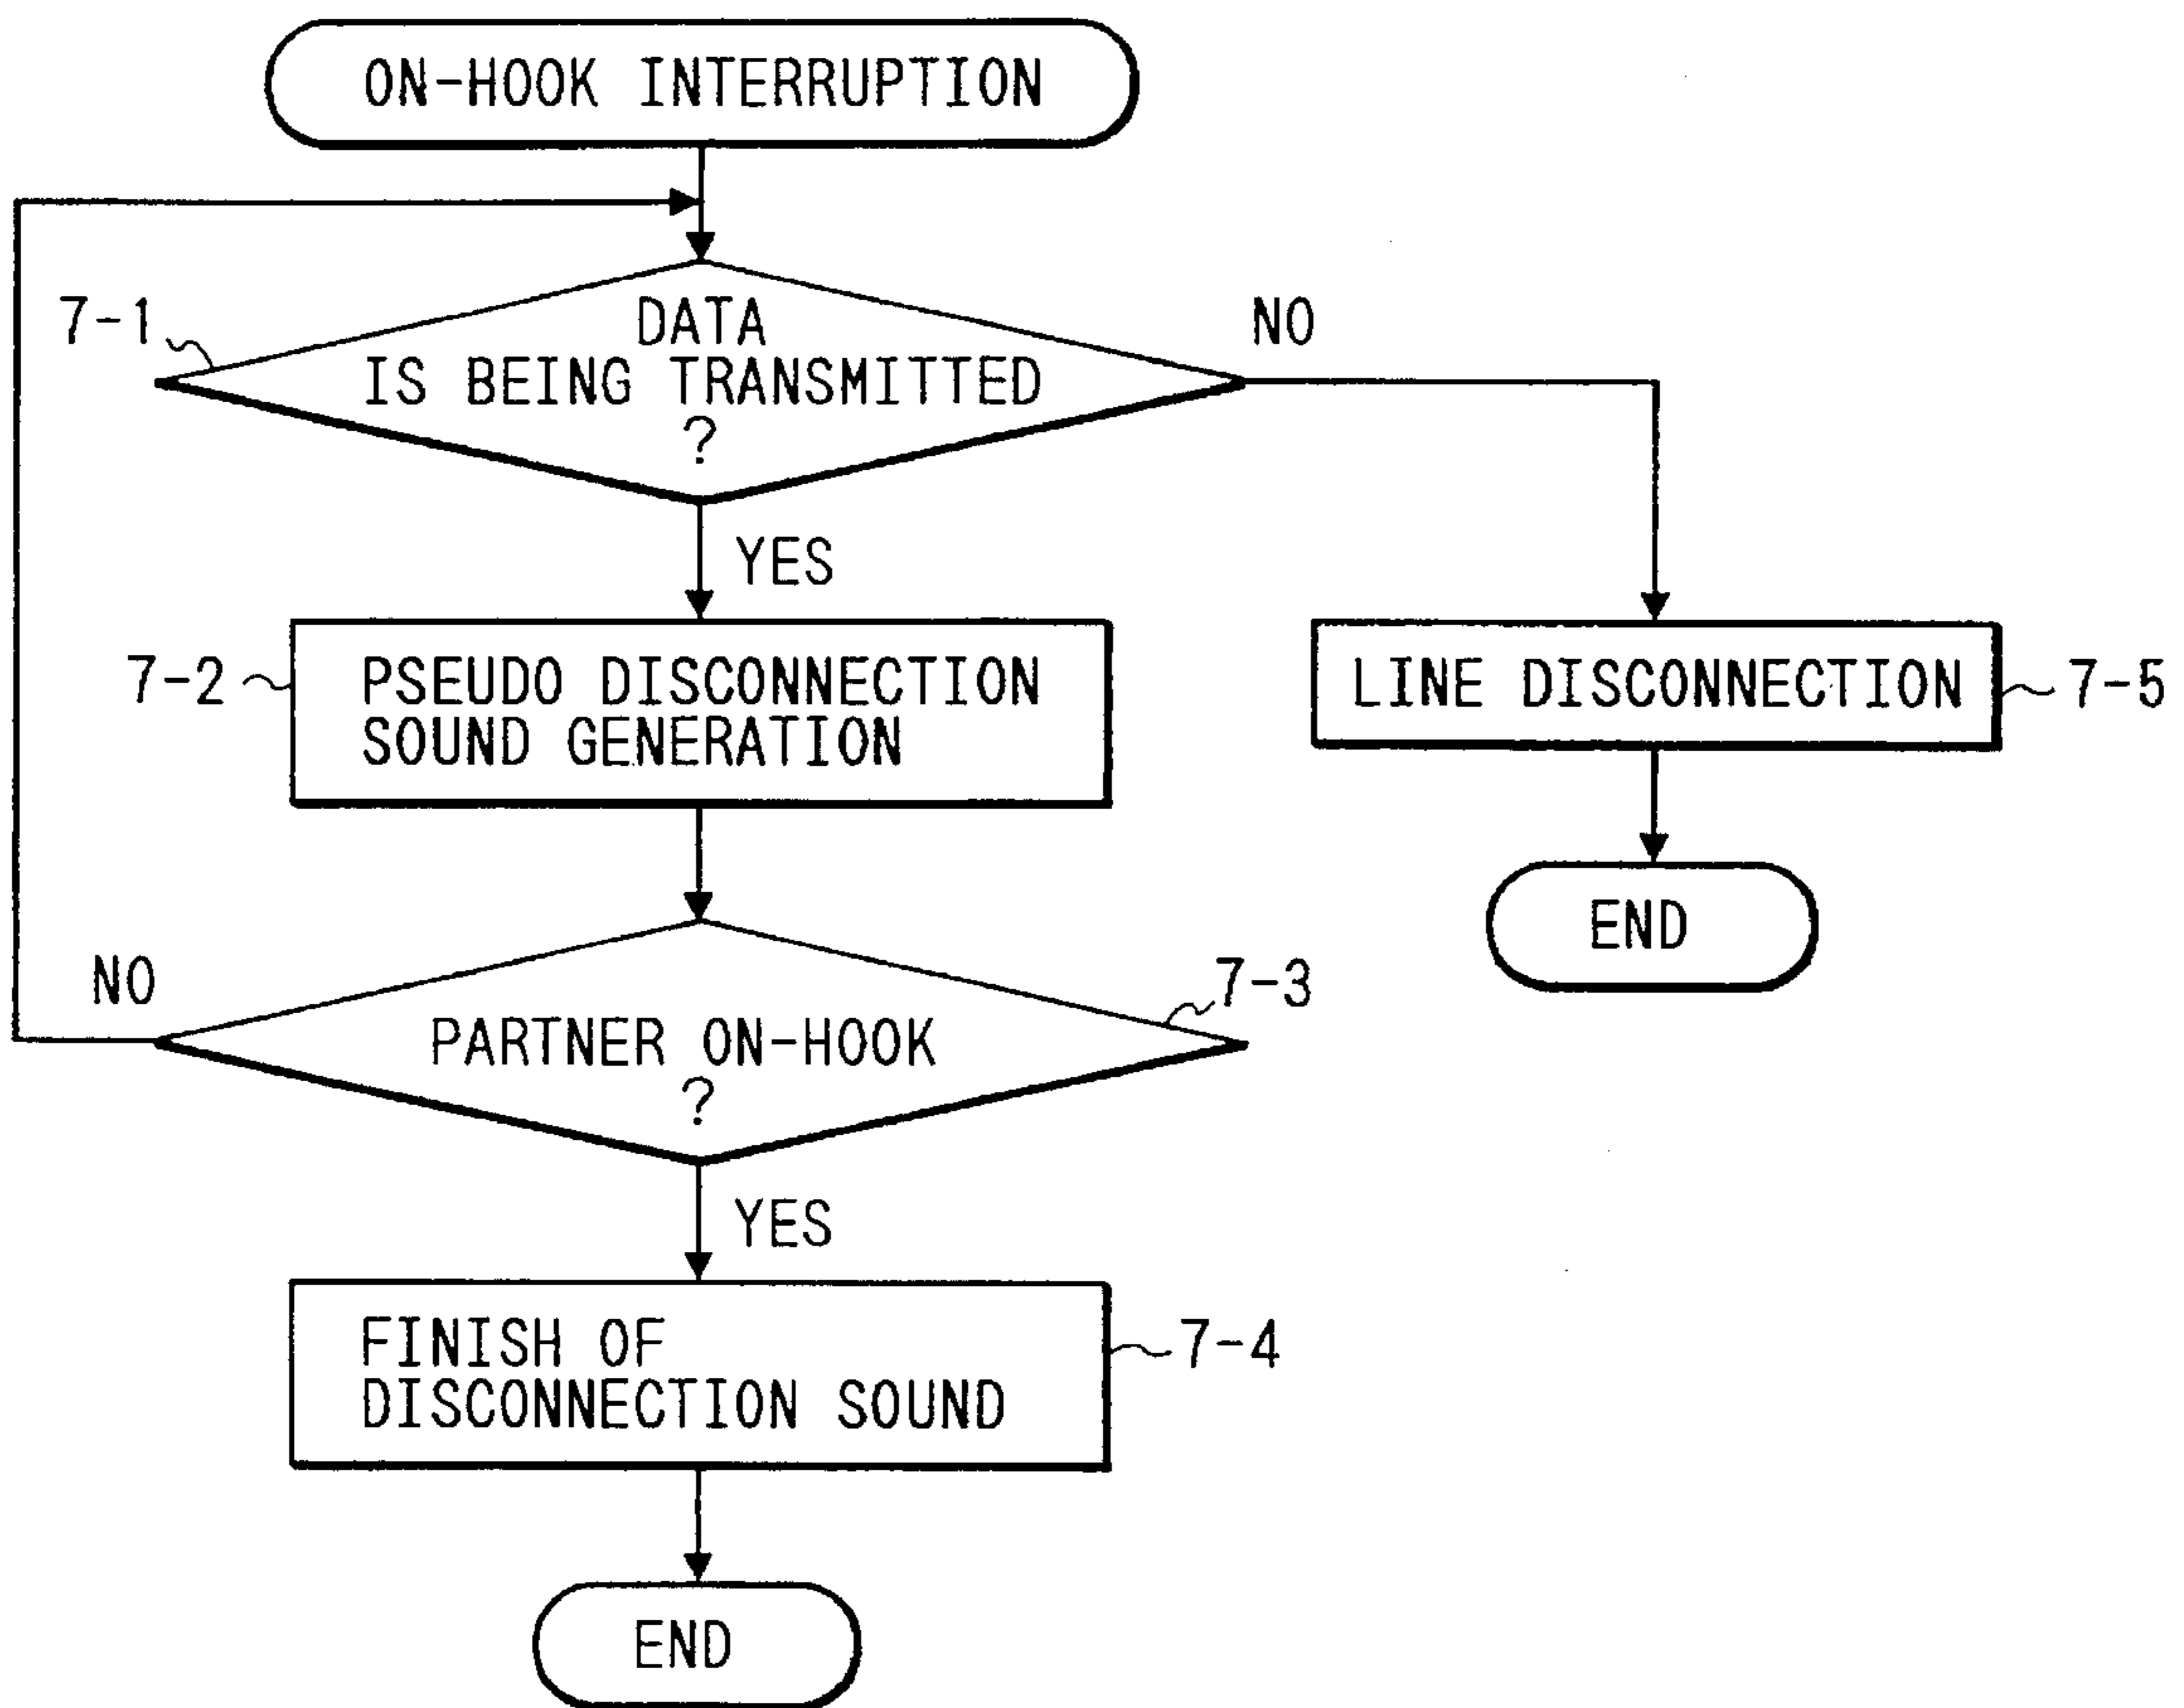 ON-HOOK INTERRUPTION
7-1
DATA
IS BEING TRANSMITTED
?
NO
YES
7-2
PSEUDO DISCONNECTION
SOUND GENERATION
LINE DISCONNECTION
7-5
END
NO
7-3
PARTNER ON-HOOK
?
YES
FINISH OF
DISCONNECTION SOUND
7-4
END